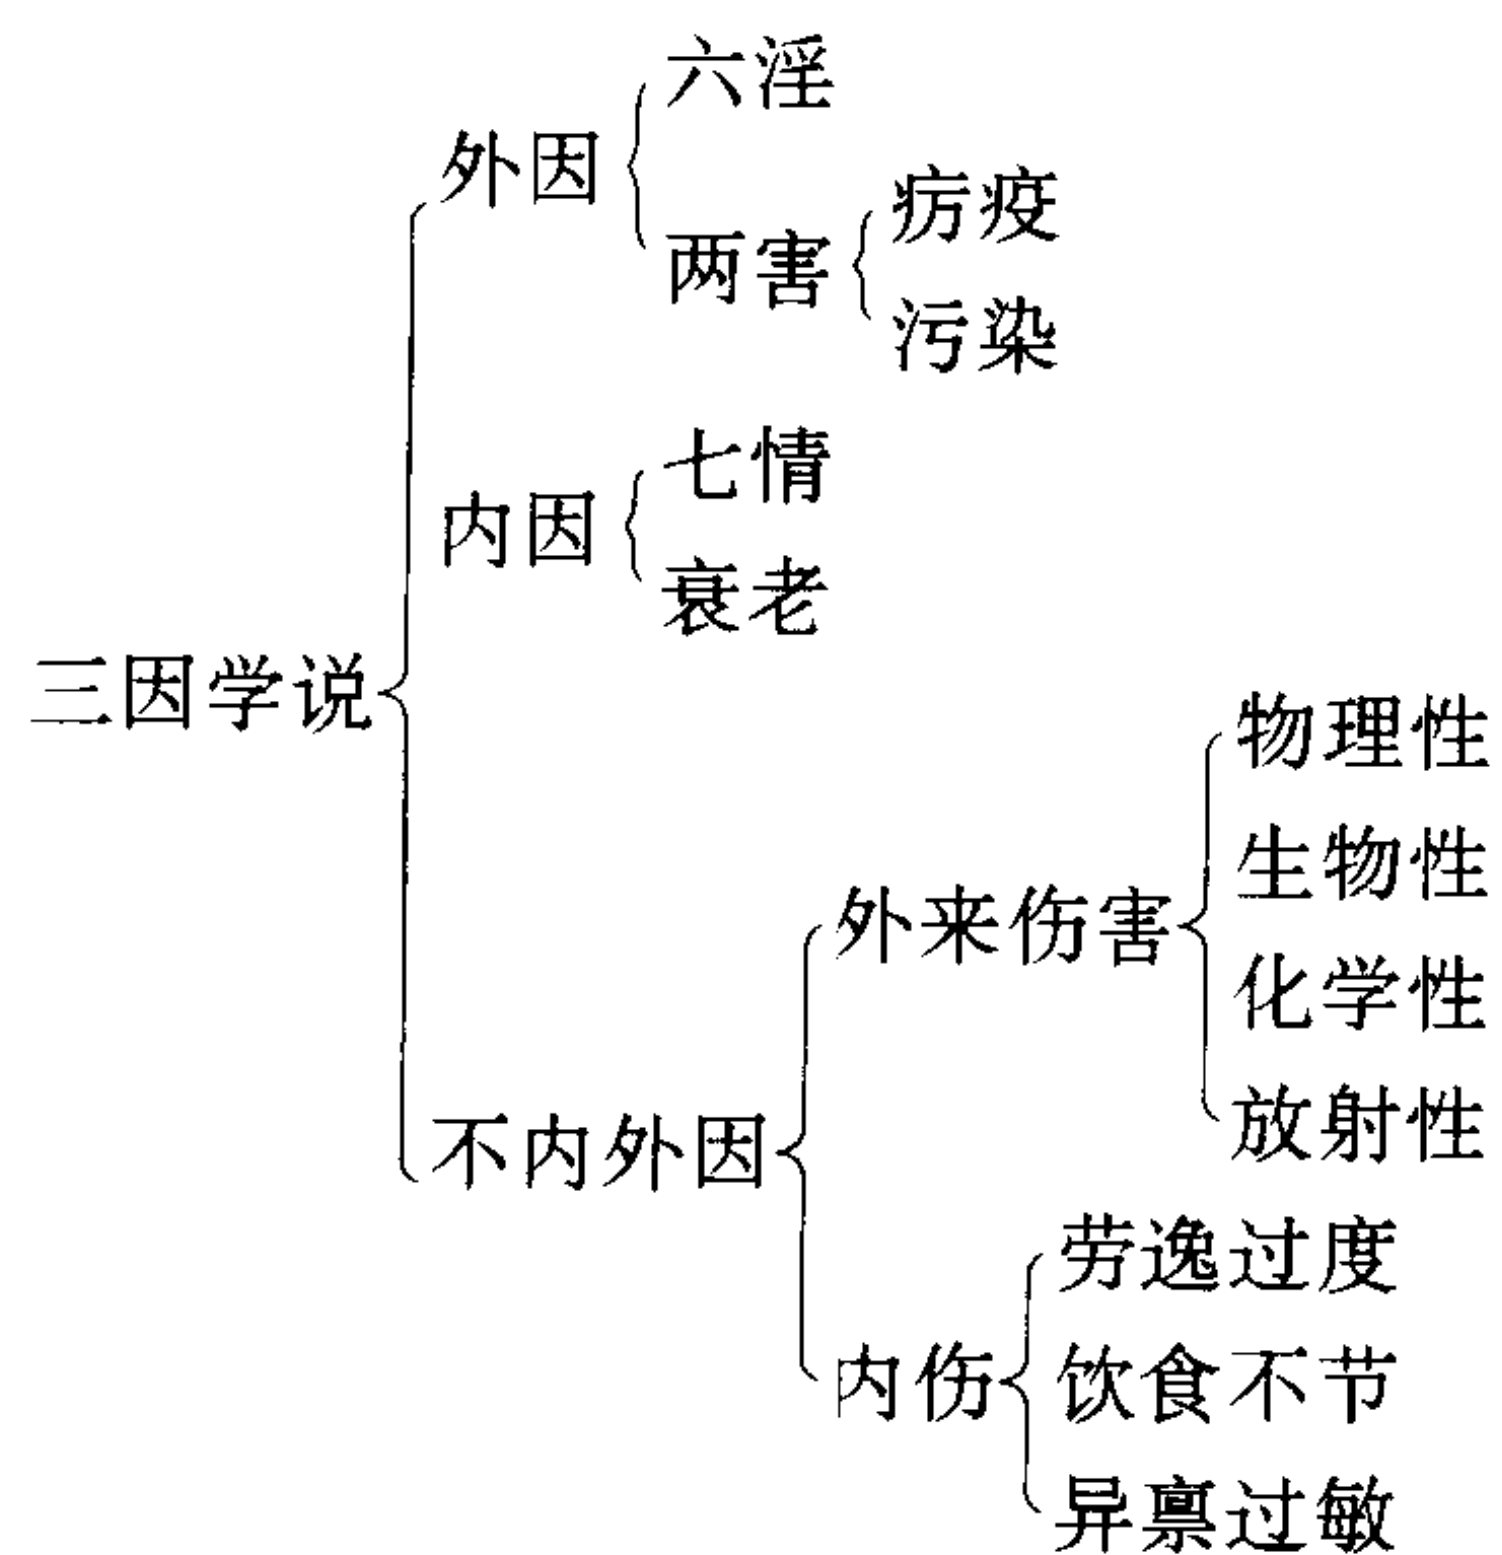 六淫
外因
疠疫
两害
污染
七情
内因
衰老
三因学说
物理性
生物性
外来伤害
化学性
放射性
不内外因
劳逸过度
内伤
饮食不节
异禀过敏